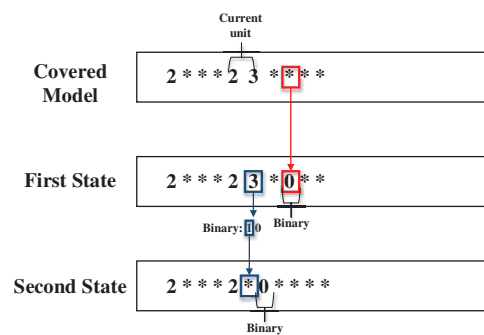 Current
unit
Covered
Model
2 * * * 2 3 * * * *
First State
2 * * * 2 3 * 0 * *
Binary: 1 0
Binary
Second State
2 * * * 2 * 0 * * * *
Binary